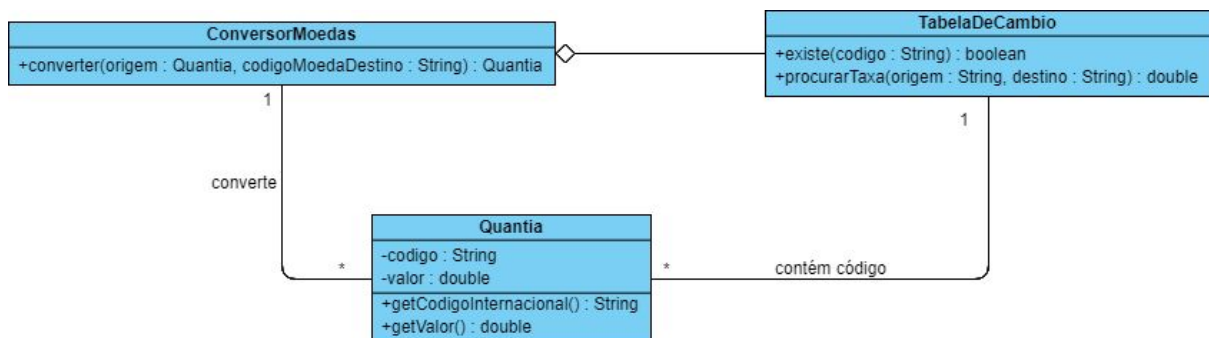 ConversorMoedas
+converter(origem : Quantia, codigoMoedaDestino : String) : Quantia
TabelaDeCambio
+existe(codigo : String) : boolean
+procurarTaxa(origem : String, destino : String) : double
1
1
converte
Quantia
-codigo : String
-valor : double
+getCodigoInternacional() : String
+getValor() : double
*
*
contém código